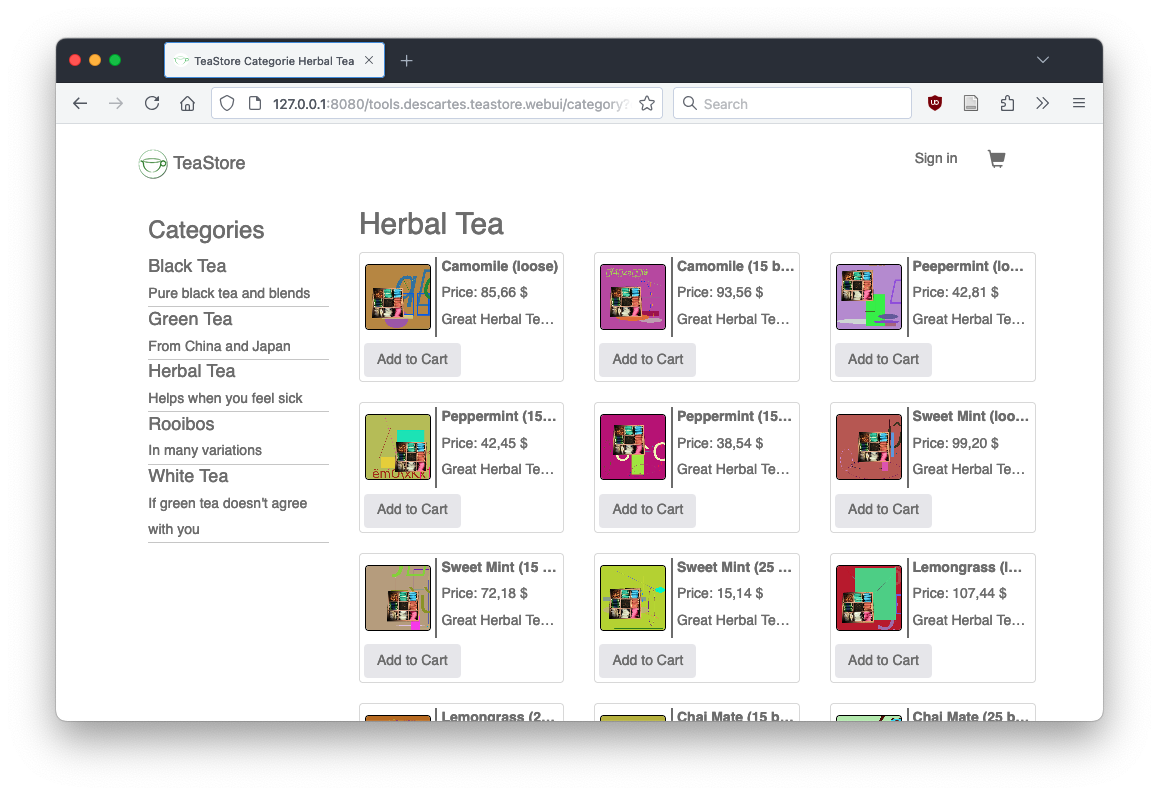 TeaStore Categorie Herbal Tea
127.0.0.1:8080/tools.descartes.teastore.webui/category?
Search
TeaStore
Sign in
Categories
Black Tea
Pure black tea and blends
Green Tea
From China and Japan
Herbal Tea
Helps when you feel sick
Rooibos
In many variations
White Tea
If green tea doesn't agree
with you
Herbal Tea
Camomile (loose)
Price: 85,66 $
Great Herbal Te…
Add to Cart
Camomile (15 b…
Price: 93,56 $
Great Herbal Te…
Add to Cart
Peepermint (lo…
Price: 42,81 $
Great Herbal Te…
Add to Cart
Peppermint (15…
Price: 42,45 $
Great Herbal Te…
Add to Cart
Peppermint (15…
Price: 38,54 $
Great Herbal Te…
Add to Cart
Sweet Mint (loo…
Price: 99,20 $
Great Herbal Te…
Add to Cart
Sweet Mint (15 …
Price: 72,18 $
Great Herbal Te…
Add to Cart
Sweet Mint (25 …
Price: 15,14 $
Great Herbal Te…
Add to Cart
Lemongrass (l…
Price: 107,44 $
Great Herbal Te…
Add to Cart
Lemongrass (2…
Chai Mate (15 b…
Chai Mate (25 b…